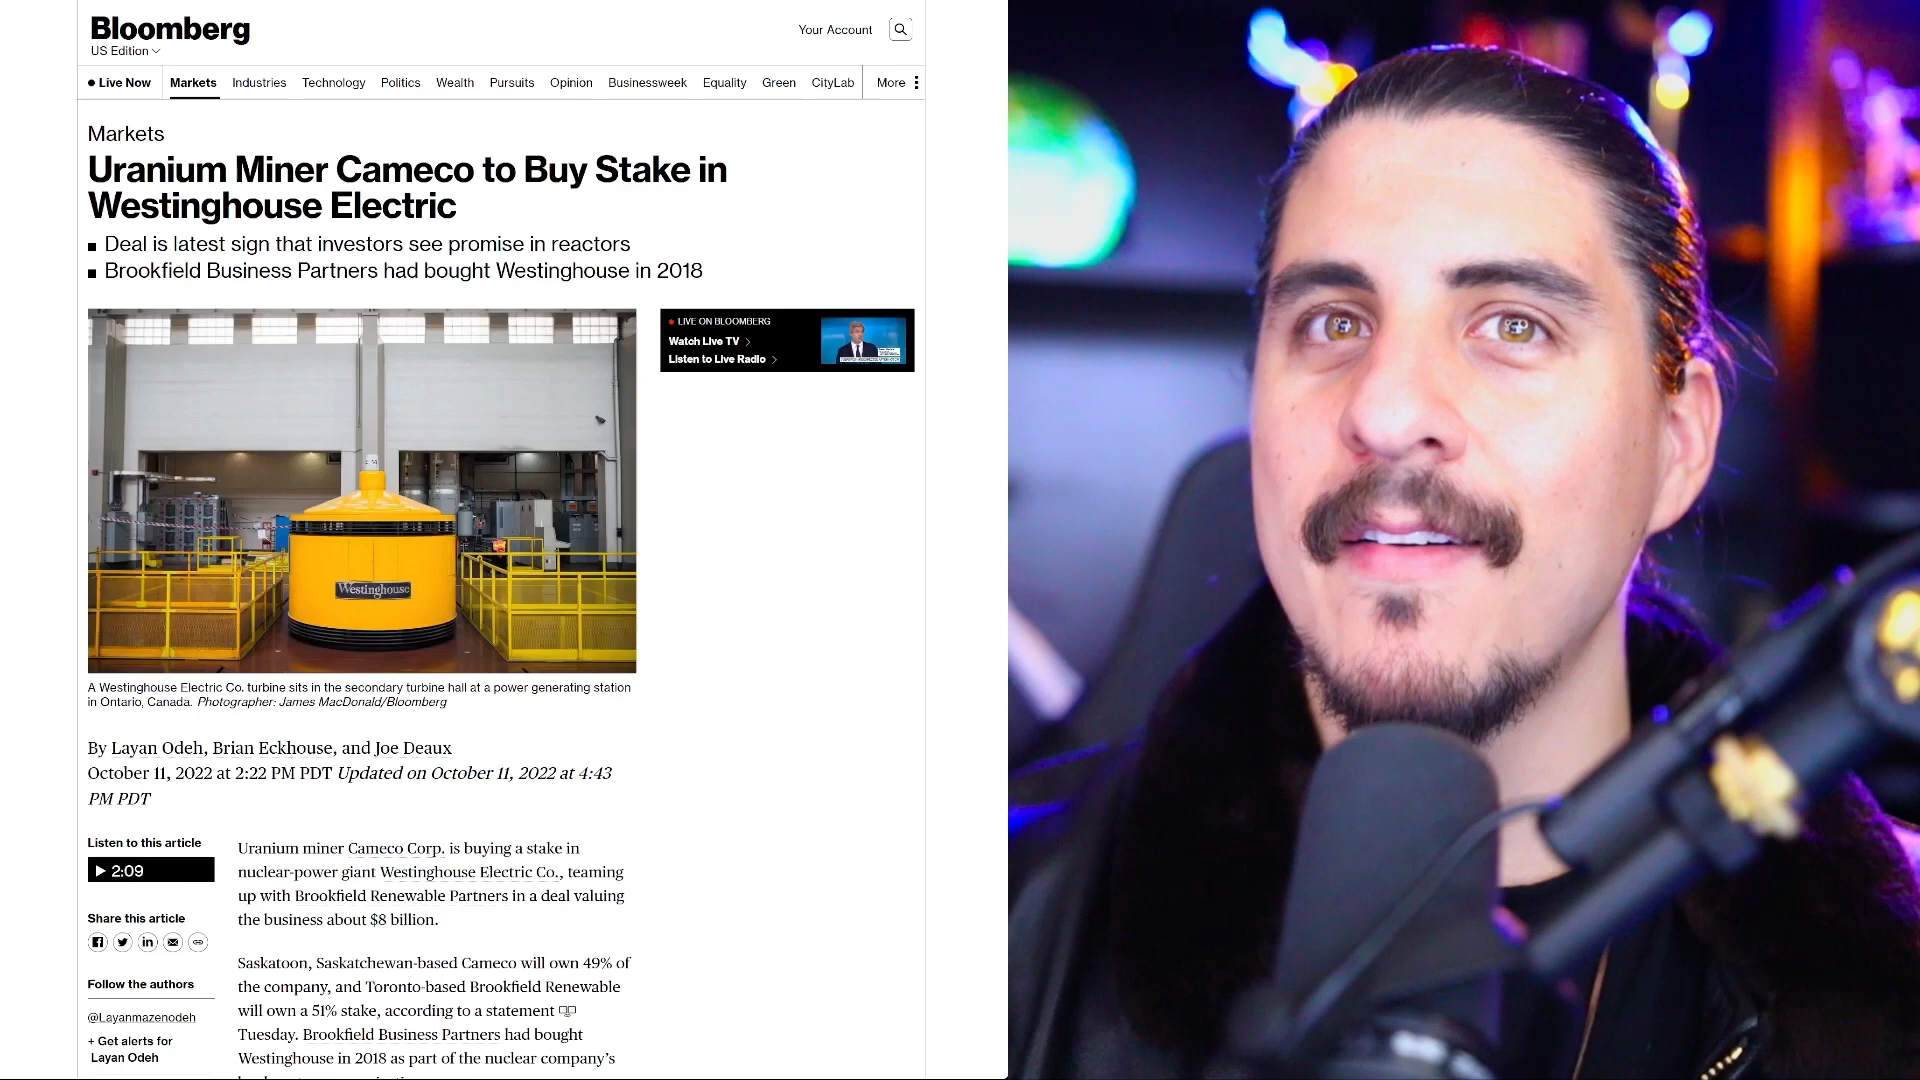 Bloomberg
US Edition
Your Account
Live Now Markets Industries Technology Politics Wealth Pursuits Opinion Businessweek Equality Green CityLab More
Markets
Uranium Miner Cameco to Buy Stake in
Westinghouse Electric
Deal is latest sign that investors see promise in reactors
Brookfield Business Partners had bought Westinghouse in 2018
LIVE ON BLOOMBERG
Watch Live TV
Listen to Live Radio
Westinghouse
A Westinghouse Electric Co. turbine sits in the secondary turbine hall at a power generating station
in Ontario, Canada. Photographer: James MacDonald/Bloomberg
By Layan Odeh, Brian Eckhouse, and Joe Deaux
October 11, 2022 at 2:22 PM PDT Updated on October 11, 2022 at 4:43
PM PDT
Listen to this article
2:09
Share this article
Follow the authors
@Layanmazenodeh
+ Get alerts for
Layan Odeh
Uranium miner Cameco Corp. is buying a stake in
nuclear-power giant Westinghouse Electric Co., teaming
up with Brookfield Renewable Partners in a deal valuing
the business about $8 billion.
Saskatoon, Saskatchewan-based Cameco will own 49% of
the company, and Toronto-based Brookfield Renewable
will own a 51% stake, according to a statement
Tuesday. Brookfield Business Partners had bought
Westinghouse in 2018 as part of the nuclear company's